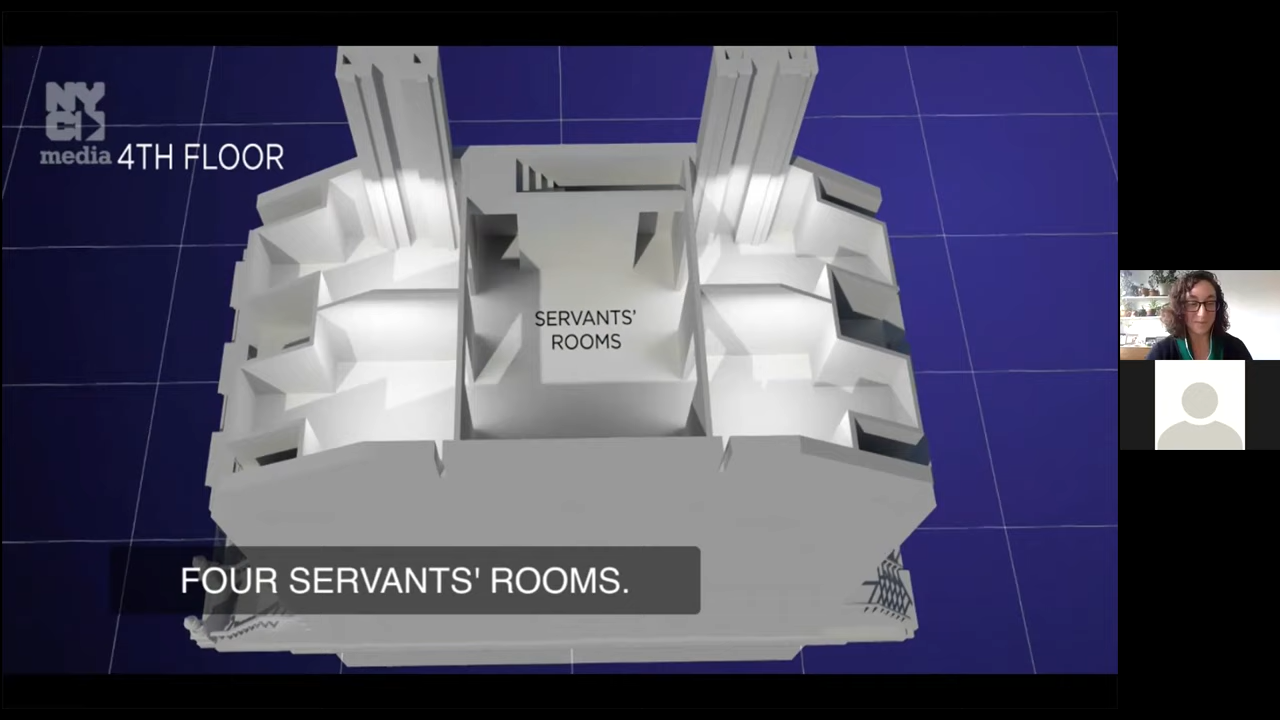 NYC
media
4TH FLOOR
SERVANTS'
ROOMS
FOUR SERVANTS' ROOMS.